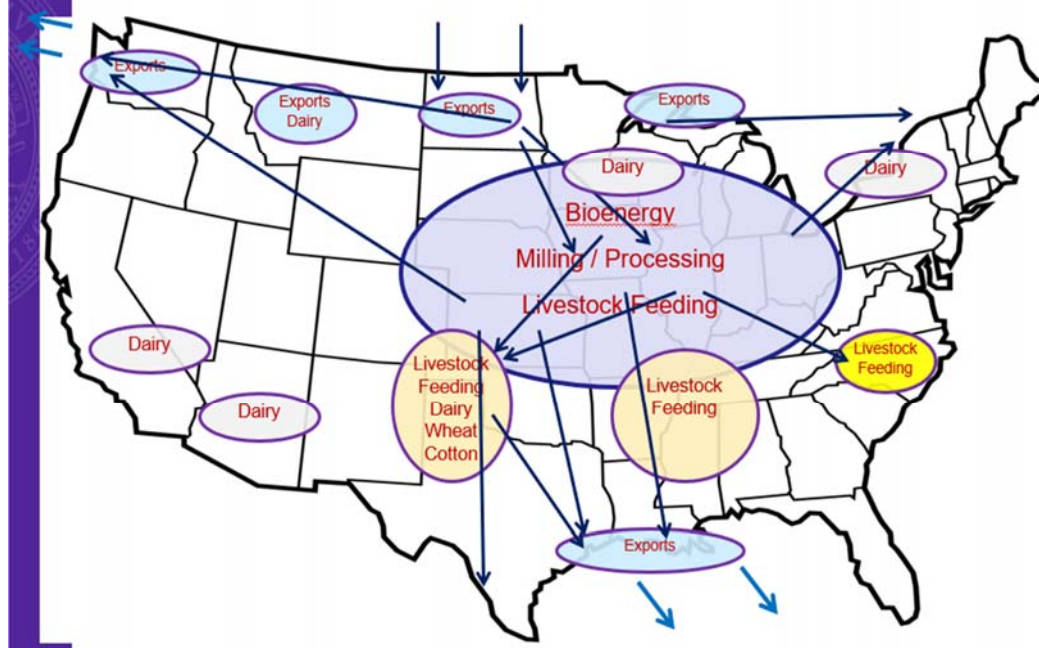 Exports
Exports
Dairy
Exports
Exports
Dairy
Dairy
Bioenergy
Milling / Processing
Livestock Feeding
Dairy
Dairy
Livestock
Feeding
Dairy
Wheat
Cotton
Livestock
Feeding
Livestock
Feeding
Exports